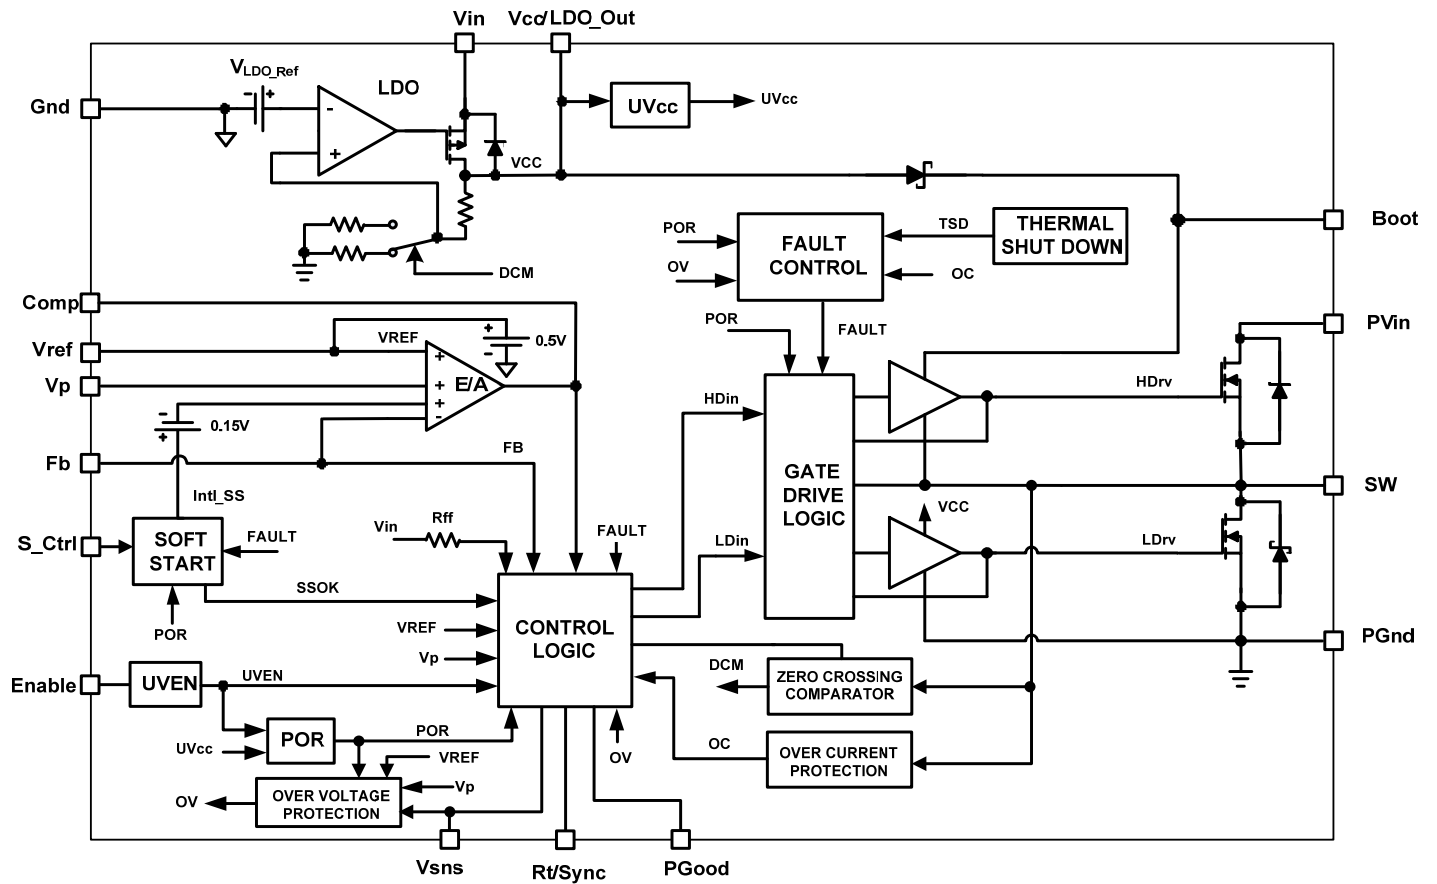 Vin
Vcc/LDO_Out
VLDO_Ref
LDO
Gnd
-
+
-
+
UVcc
UVcc
VCC
DCM
Boot
POR
OV
FAULT
CONTROL
TSD
OC
THERMAL
SHUT DOWN
FAULT
POR
Comp
Vref
VREF
+
-
0.5V
Vp
+
+
+
-
E/A
-
+
0.15V
Fb
FB
Intl_SS
PVin
HDrv
HDin
GATE
DRIVE
LOGIC
SW
VCC
LDin
LDrv
S_Ctrl
SOFT
START
FAULT
POR
Vin
Rff
FAULT
SSOK
VREF
Vp
CONTROL
LOGIC
PGnd
Enable
UVEN
UVEN
DCM
ZERO CROSSING
COMPARATOR
UVcc
POR
POR
OV
OC
OVER CURRENT
PROTECTION
VREF
Vp
OV
OVER VOLTAGE
PROTECTION
Vsns
Rt/Sync
PGood